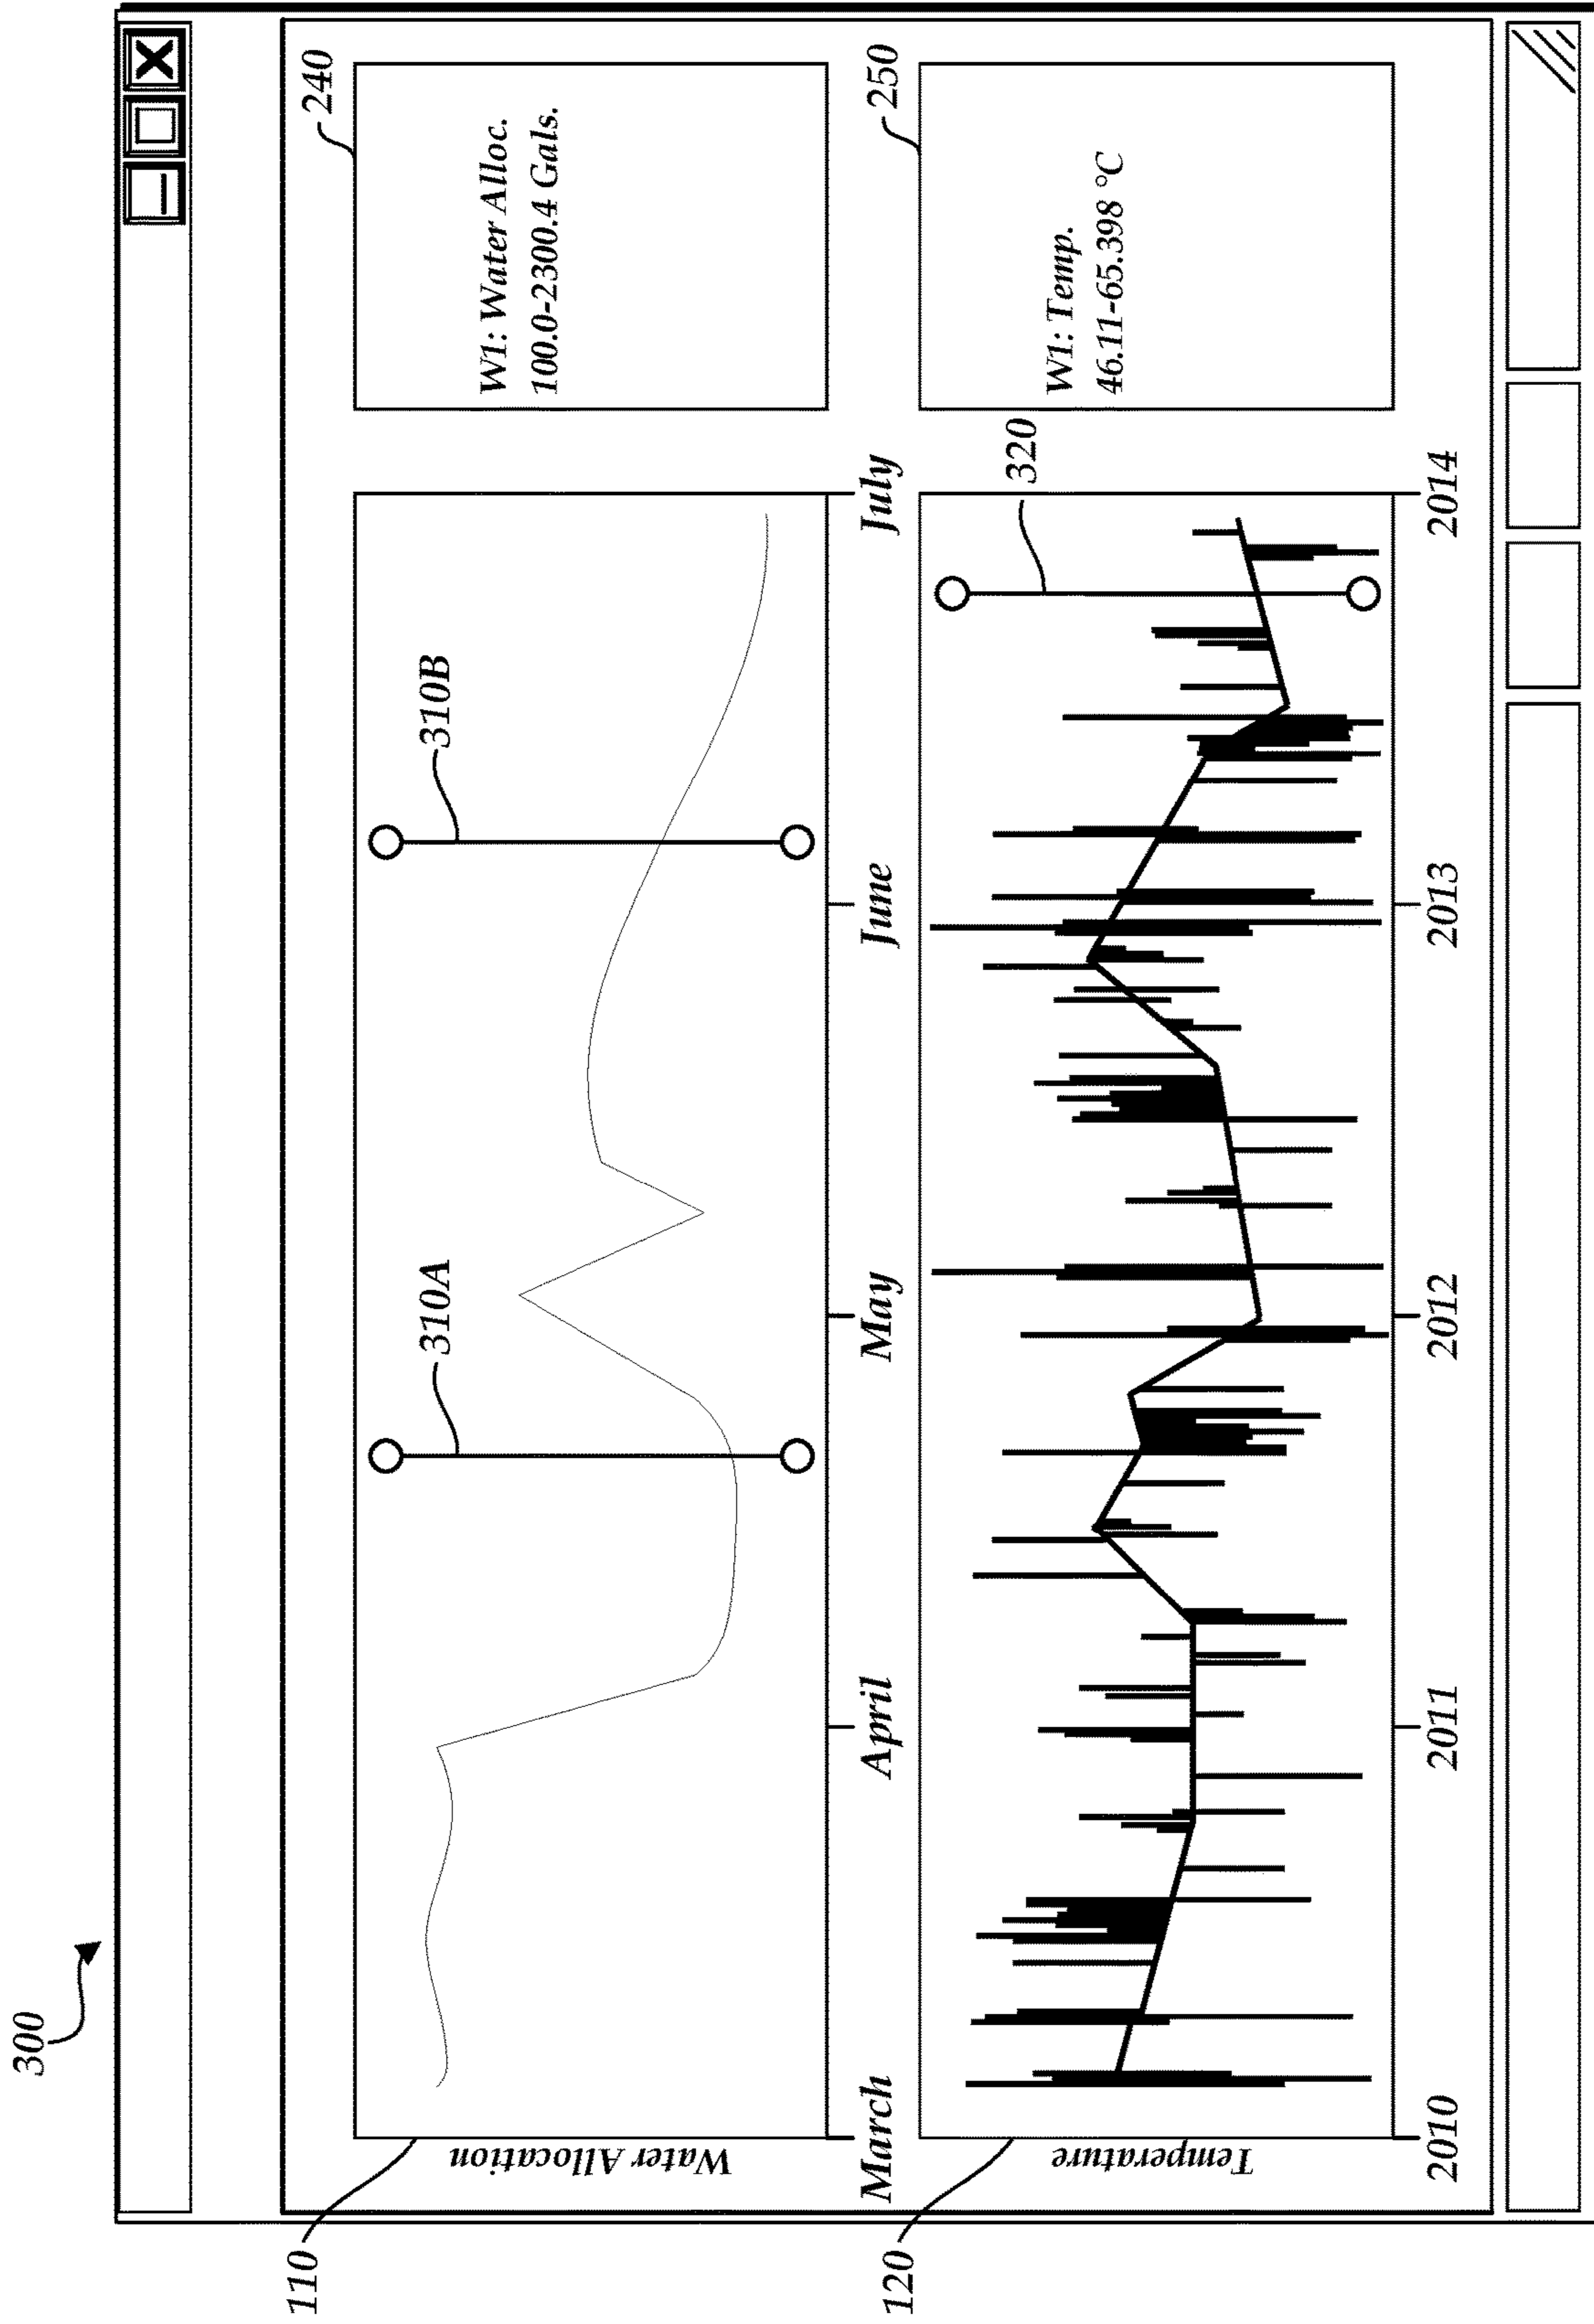 300
110
Water Allocation
310A
310B
240
W1: Water Alloc.
100.0-2300.4 Gals.
March
April
May
June
July
120
Temperature
320
250
W1: Temp.
46.11-65.398 °C
2010
2011
2012
2013
2014